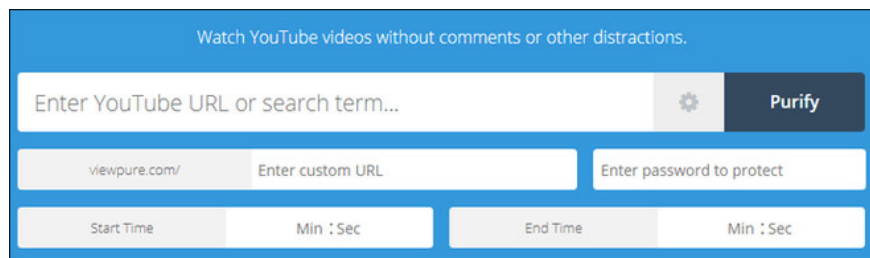 Watch YouTube videos without comments or other distractions.
Enter YouTube URL or search term... Purify
viewpure.com/ Enter custom URL Enter password to protect
Start Time Min : Sec End Time Min : Sec